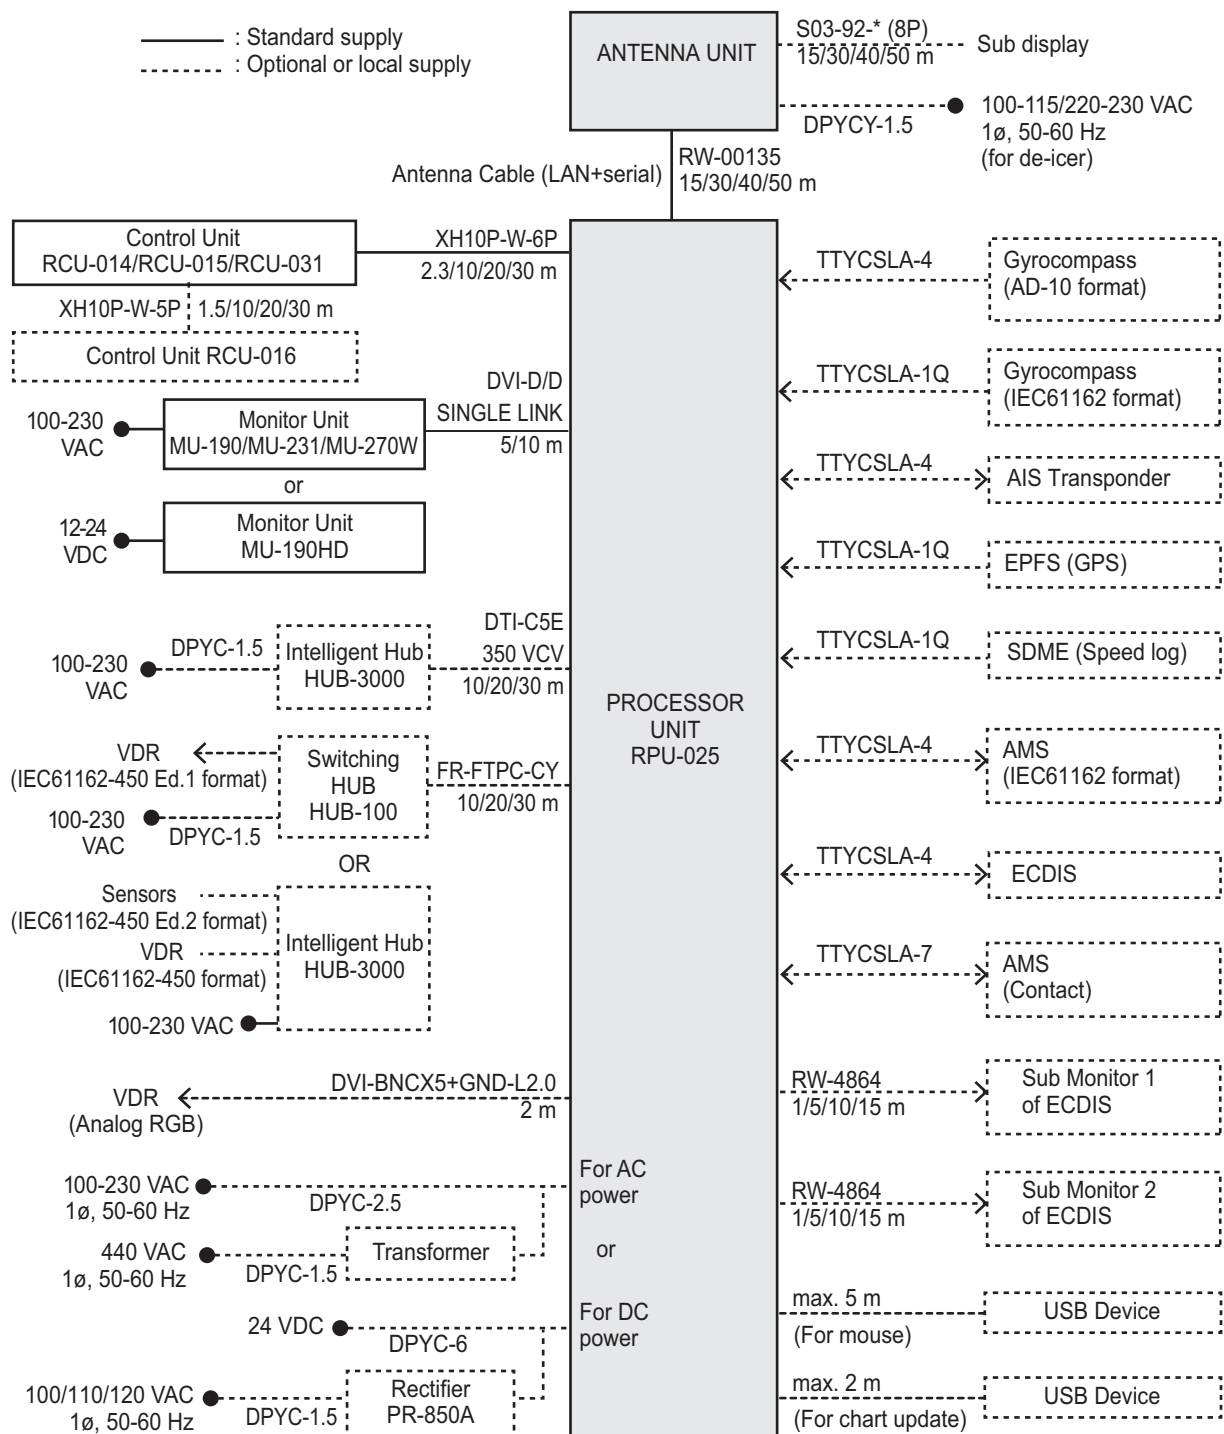 : Standard supply
: Optional or local supply
ANTENNA UNIT
S03-92-* (8P)
15/30/40/50 m
Sub display
DPYCY-1.5
100-115/220-230 VAC
1ø, 50-60 Hz
(for de-icer)
Antenna Cable (LAN+serial)
RW-00135
15/30/40/50 m
Control Unit
RCU-014/RCU-015/RCU-031
XH10P-W-6P
2.3/10/20/30 m
XH10P-W-5P
1.5/10/20/30 m
Control Unit RCU-016
100-230
VAC
Monitor Unit
MU-190/MU-231/MU-270W
DVI-D/D
SINGLE LINK
5/10 m
or
12-24
VDC
Monitor Unit
MU-190HD
100-230
VAC
DPYC-1.5
Intelligent Hub
HUB-3000
DTI-C5E
350 VCV
10/20/30 m
VDR
(IEC61162-450 Ed.1 format)
100-230
VAC
DPYC-1.5
Switching
HUB
HUB-100
FR-FTPC-CY
10/20/30 m
OR
Sensors
(IEC61162-450 Ed.2 format)
VDR
(IEC61162-450 format)
100-230 VAC
Intelligent Hub
HUB-3000
VDR
(Analog RGB)
DVI-BNCX5+GND-L2.0
2 m
100-230 VAC
1ø, 50-60 Hz
DPYC-2.5
440 VAC
1ø, 50-60 Hz
DPYC-1.5
Transformer
24 VDC
DPYC-6
100/110/120 VAC
1ø, 50-60 Hz
DPYC-1.5
Rectifier
PR-850A
PROCESSOR
UNIT
RPU-025
For AC
power
or
For DC
power
TTYCSLA-4
Gyrocompass
(AD-10 format)
TTYCSLA-1Q
Gyrocompass
(IEC61162 format)
TTYCSLA-4
AIS Transponder
TTYCSLA-1Q
EPFS (GPS)
TTYCSLA-1Q
SDME (Speed log)
TTYCSLA-4
AMS
(IEC61162 format)
TTYCSLA-4
ECDIS
TTYCSLA-7
AMS
(Contact)
RW-4864
1/5/10/15 m
Sub Monitor 1
of ECDIS
RW-4864
1/5/10/15 m
Sub Monitor 2
of ECDIS
max. 5 m
(For mouse)
USB Device
max. 2 m
(For chart update)
USB Device